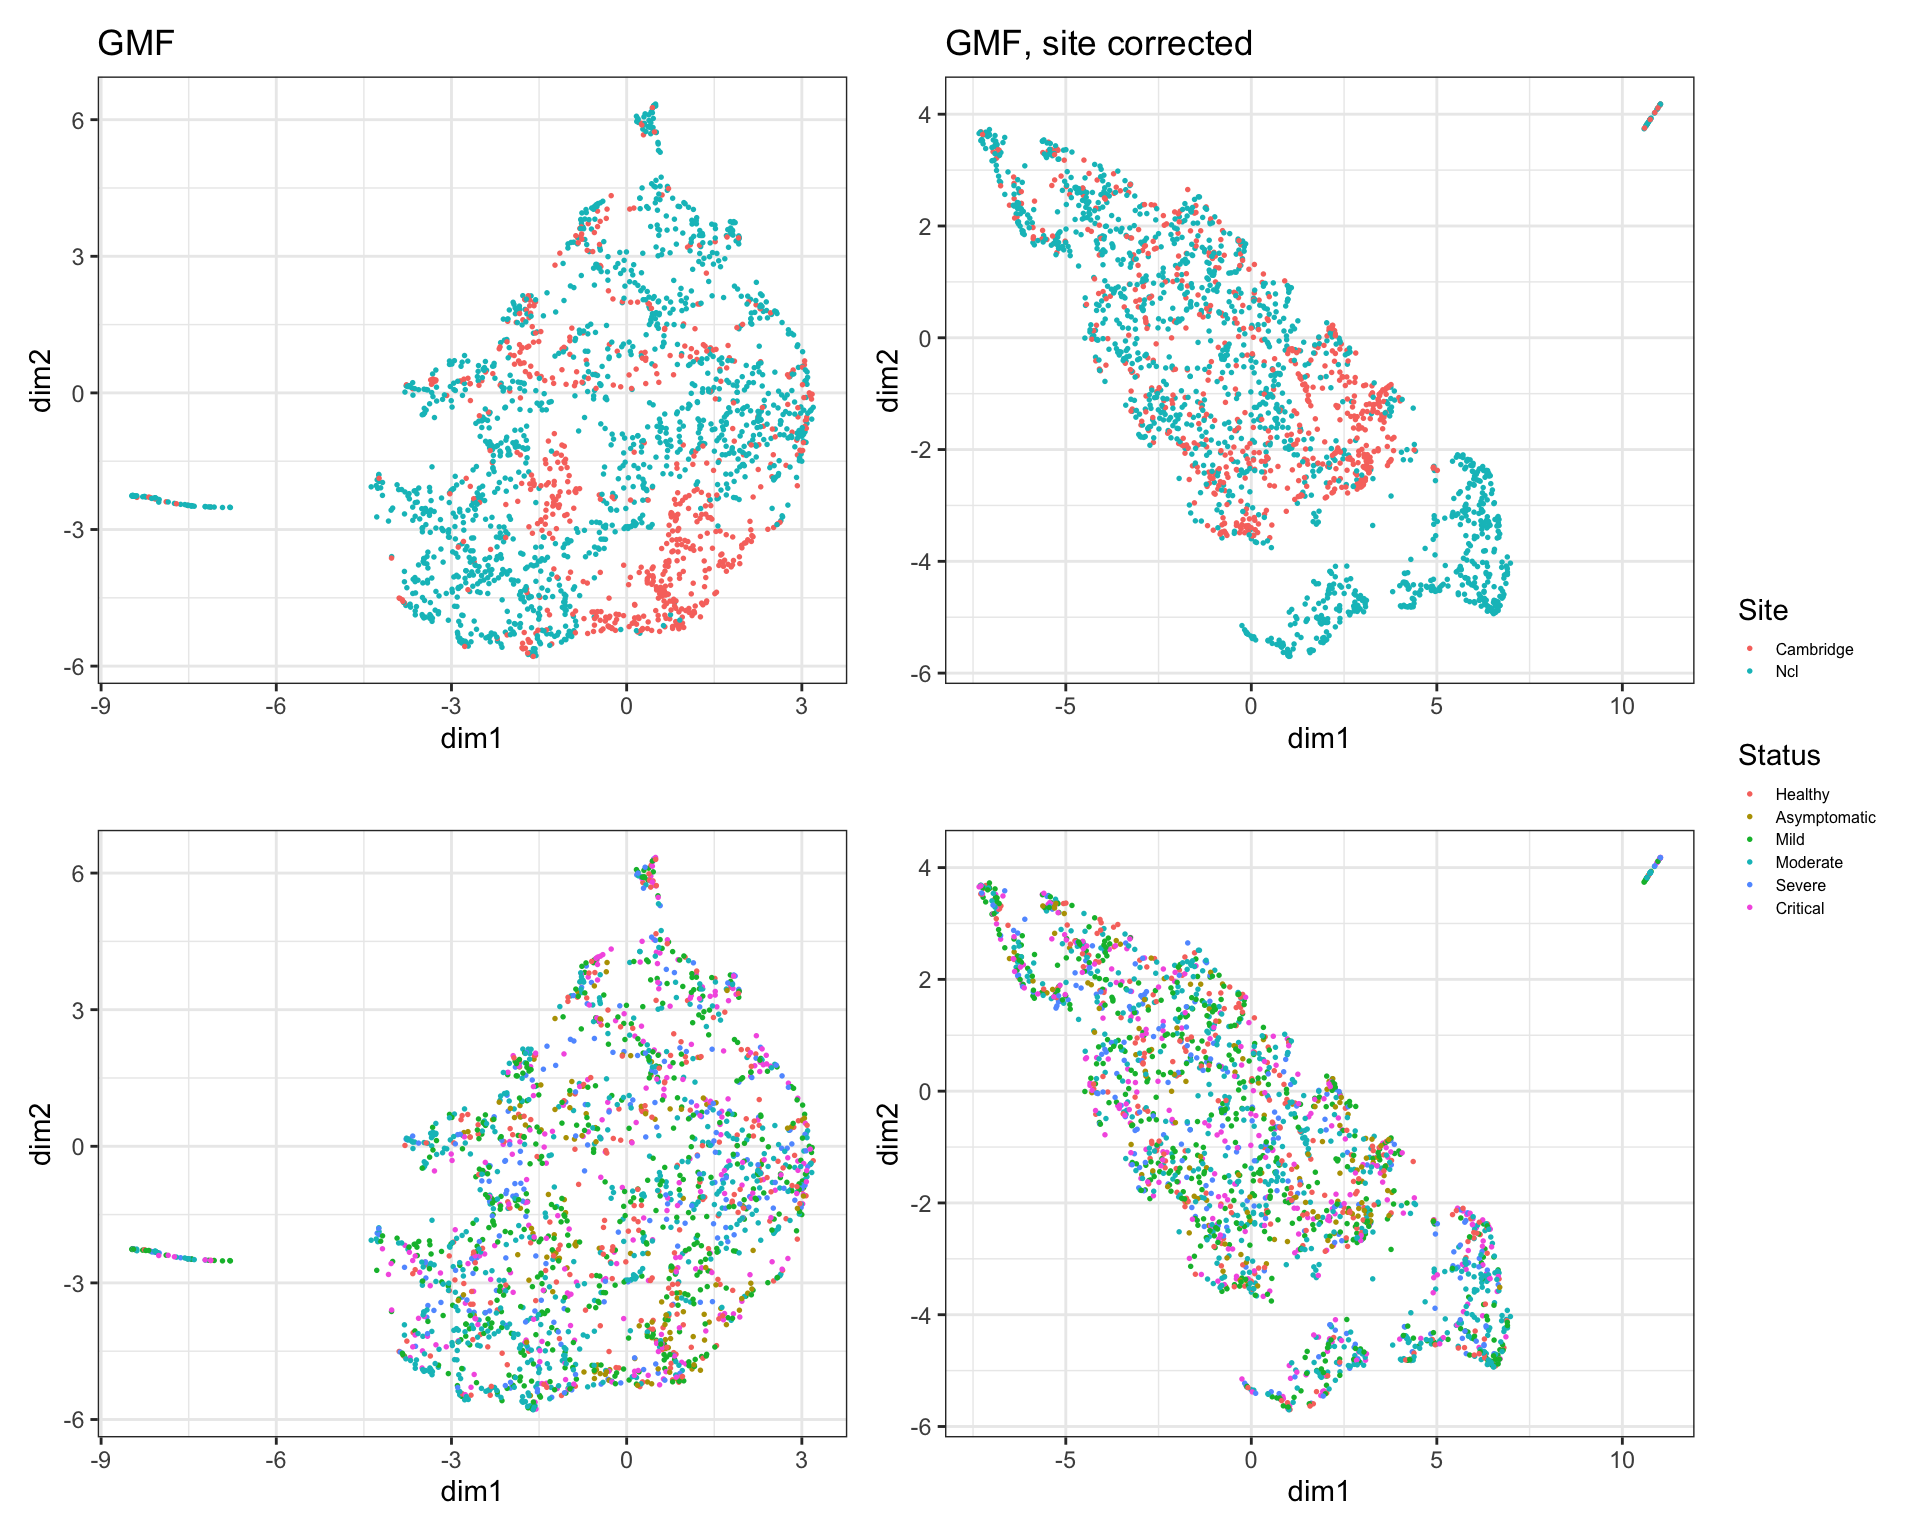 GMF
GMF, site corrected
6
3
0
-3
-6
dim2
-9
-6
-3
0
3
dim1
4
2
0
-2
-4
-6
dim2
-5
0
5
10
dim1
Site
Cambridge
Ncl
Status
Healthy
Asymptomatic
Mild
Moderate
Severe
Critical
6
3
0
-3
-6
dim2
-9
-6
-3
0
3
dim1
4
2
0
-2
-4
-6
dim2
-5
0
5
10
dim1